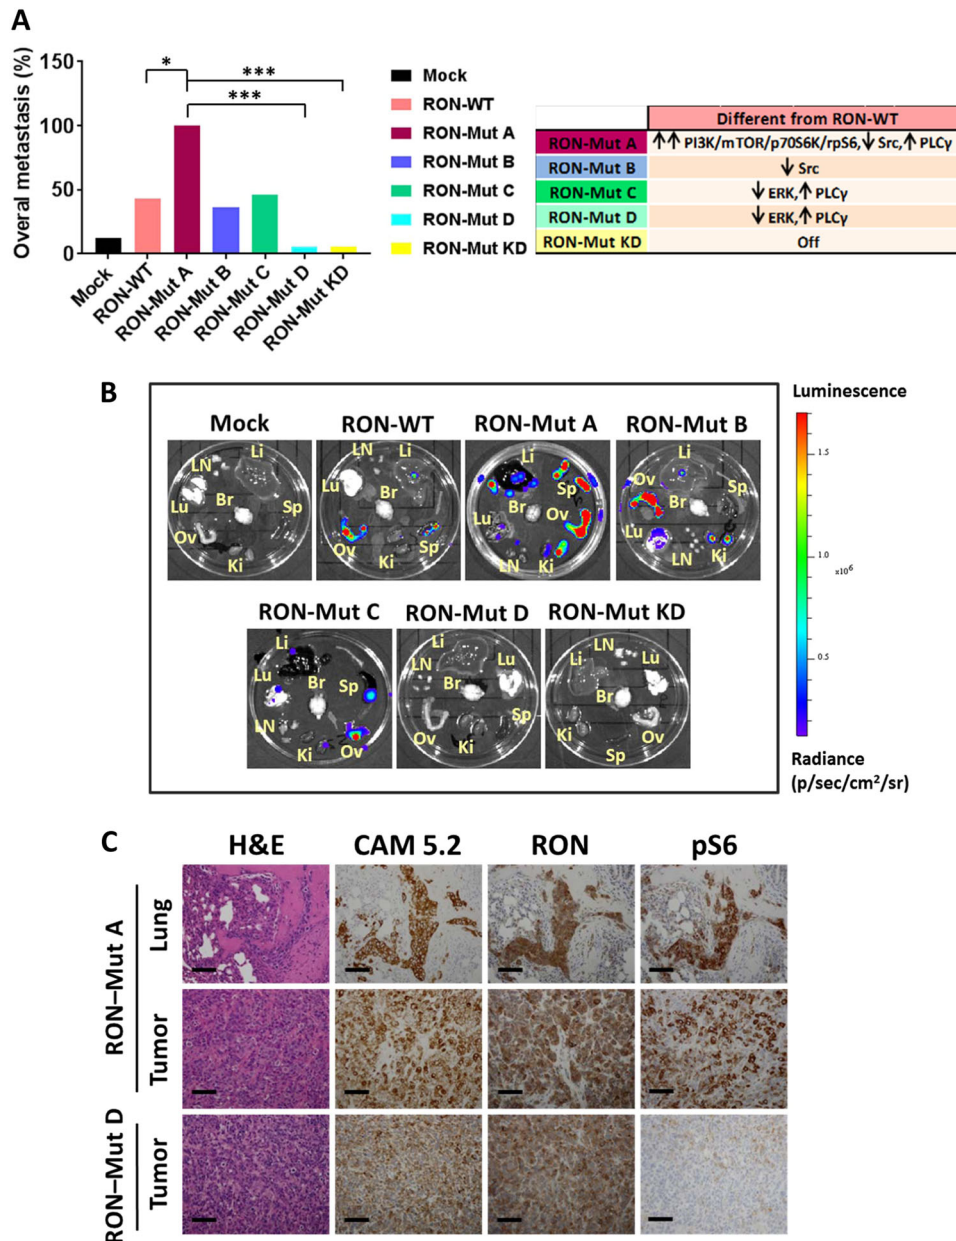 A
Overal metastasis (%)
150
100
50
0
*
***
***
Mock
RON-WT
RON-Mut A
RON-Mut B
RON-Mut C
RON-Mut D
RON-Mut KD
Mock
RON-WT
RON-Mut A
RON-Mut B
RON-Mut C
RON-Mut D
RON-Mut KD
Different from RON-WT
RON-Mut A ↑↑ PI3K/mTOR/p70S6K/rpS6,↓ Src,↑ PLCγ
RON-Mut B ↓ Src
RON-Mut C ↓ ERK,↑ PLCγ
RON-Mut D ↓ ERK,↑ PLCγ
RON-Mut KD Off
B
Mock
LN Li
Lu Br Sp
Ov
Ki
RON-WT
LN Li
Lu
Br
Ov Sp
Ki
RON-Mut A
Li
Sp
Br
Lu Ov
LN Ki
RON-Mut B
Li
Ov
Br Sp
Lu
LN Ki
RON-Mut C
Li
Lu Br Sp
LN
Ki Ov
RON-Mut D
Li
LN Lu
Br
Sp
Ov
Ki
RON-Mut KD
LN
Li Lu
Br
Ov
Sp
Luminescence
1.0
x10⁶
0.5
Radiance
(p/sec/cm²/sr)
C
H&E CAM 5.2 RON pS6
RON–Mut A
Lung
Tumor
RON–Mut D
Tumor